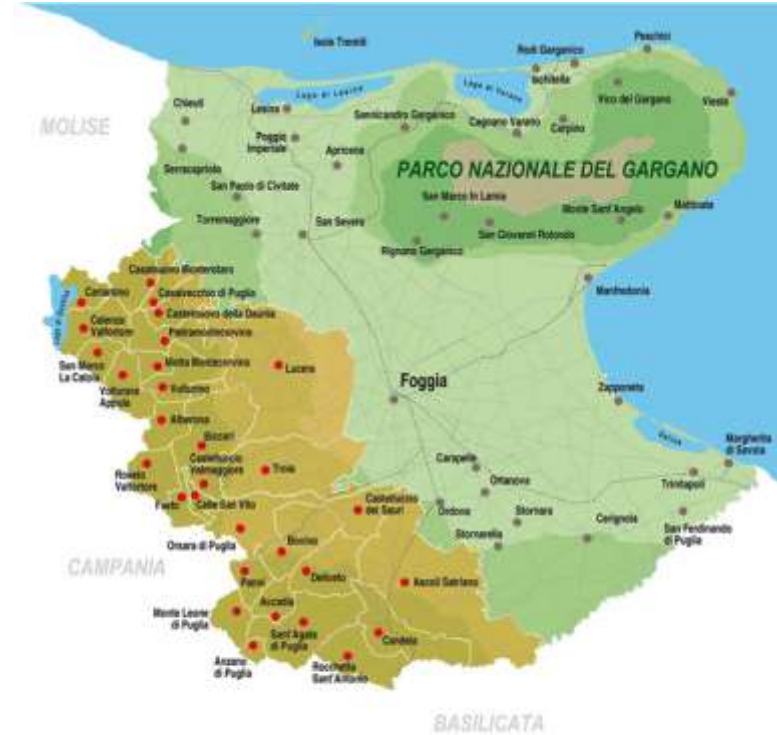 Isole Tremiti
Peschici
Rodi Garganico
Ischitella
Lago di Lesina
Lago di Varano
Vico del Gargano
Vieste
Chieuti
Lesina
Sannicandro Garganico
Cagnano Varano
Carpino
MOLISE
Poggio
Imperiale
Apricena
Serracapriola
PARCO NAZIONALE DEL GARGANO
San Paolo di Civitate
San Marco In Lamis
Monte Sant'Angelo
Mattinata
Torremaggiore
San Severo
San Giovanni Rotondo
Rignano Garganico
Casalnuovo Monterotaro
Manfredonia
Carlantino
Casalvecchio di Puglia
Castelnuovo della Daunia
Celenza
Valfortore
Pietramontecorvino
San Marco
La Catola
Motta Montecorvino
Lucera
Volturara
Appula
Volturino
Foggia
Zapponeta
Alberona
Biccari
Saline
Margherita
di Savoia
Castelluccio
Valmaggiore
Troia
Carapelle
Roseto
Valfortore
Ortanova
Trinitapoli
Faeto
Celle San Vito
Castelluccio
dei Sauri
Ordona
Stornara
Cerignola
San Ferdinando
di Puglia
Orsara di Puglia
Stornarella
Bovino
CAMPANIA
Panni
Deliceto
Ascoli Satriano
Monte Leone
di Puglia
Accadia
Sant'Agata
di Puglia
Candela
Anzano
di Puglia
Rocchetta
Sant'Antonio
BASILICATA